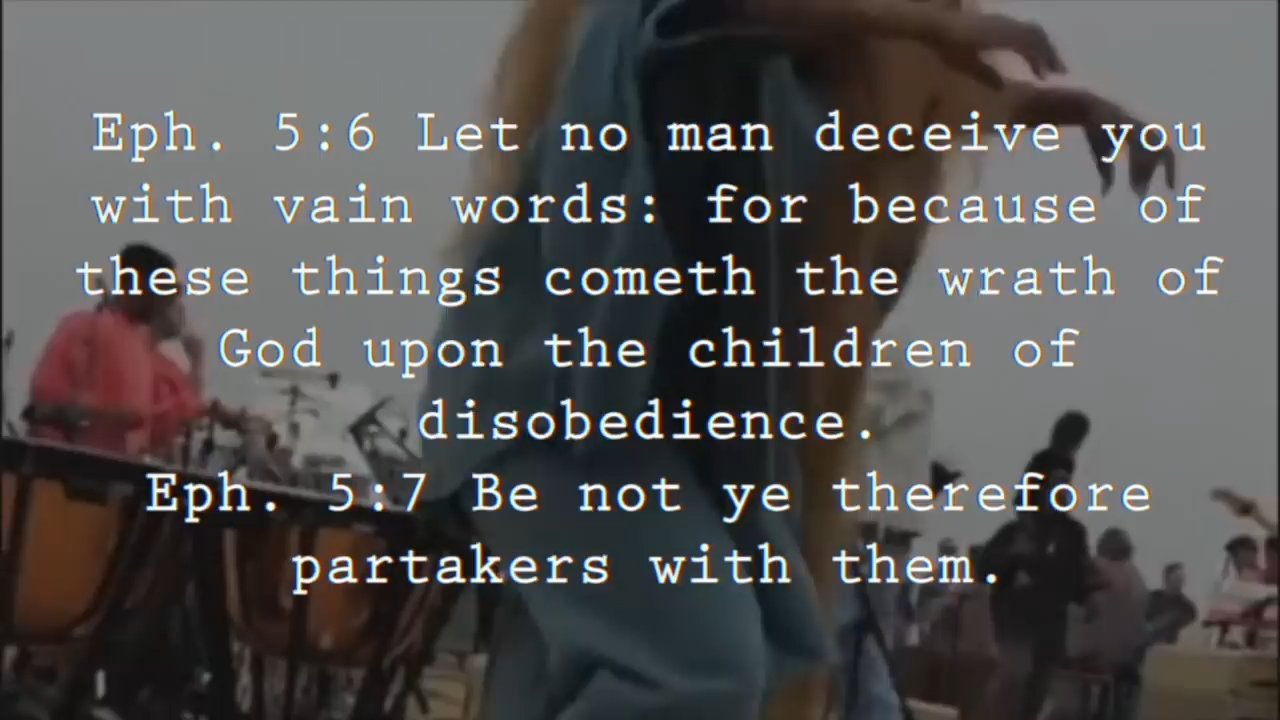 Eph. 5:6 Let no man deceive you
with vain words: for because of
these things cometh the wrath of
God upon the children of
disobedience.
Eph. 5:7 Be not ye therefore
partakers with them.